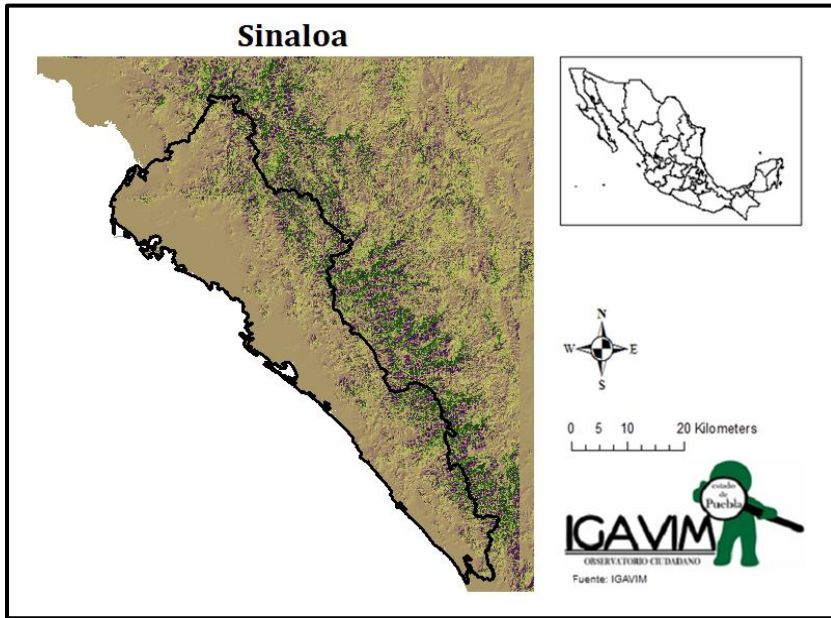 Sinaloa
N
W E
S
0 5 10 20 Kilometers
estado
de
Puebla
IGAVIM
OBSERVATORIO CIUDADANO
Fuente: IGAVIM